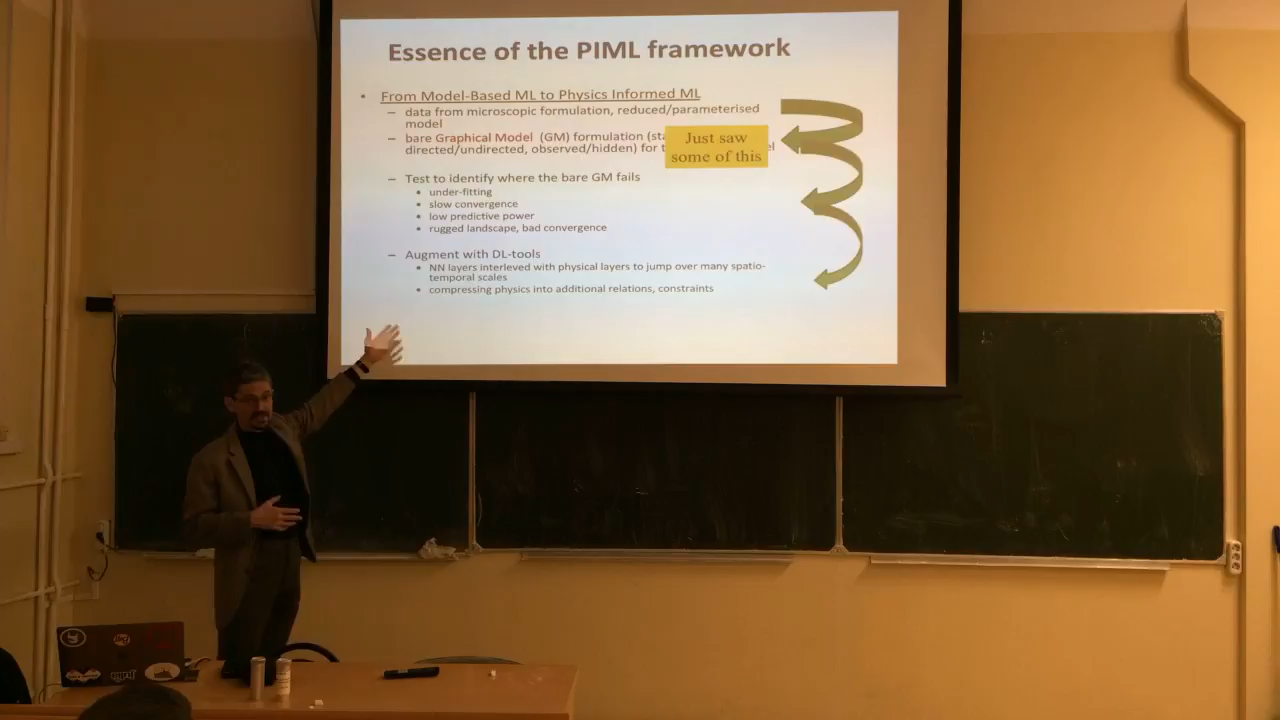 Essence of the PIML framework
• From Model-Based ML to Physics Informed ML
– data from microscopic formulation, reduced/parameterised
model
– bare Graphical Model (GM) formulation
directed/undirected, observed/hidden) for
Just saw
some of this
– Test to identify where the bare GM fails
• under-fitting
• slow convergence
• low predictive power
• rugged landscape, bad convergence
– Augment with DL-tools
• NN layers interleved with physical layers to jump over many spatio-
temporal scales
• compressing physics into additional relations, constraints